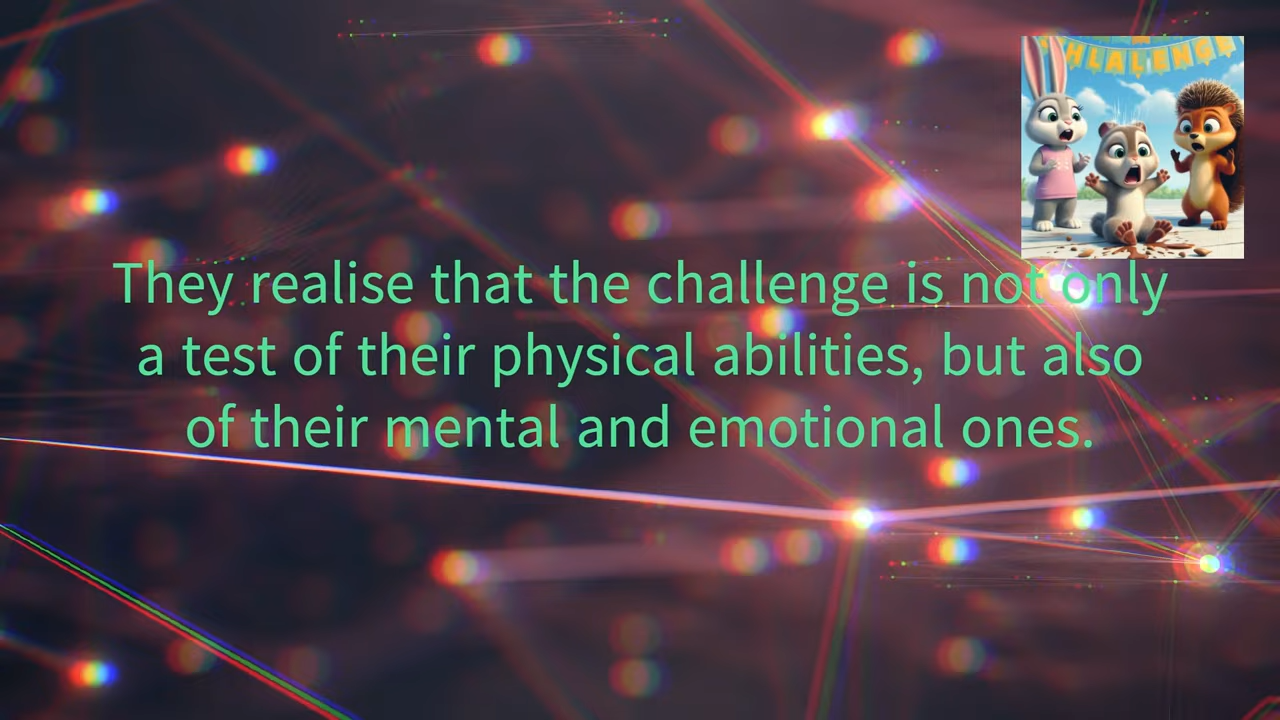 HLALENGE
They realise that the challenge is not only
a test of their physical abilities, but also
of their mental and emotional ones.